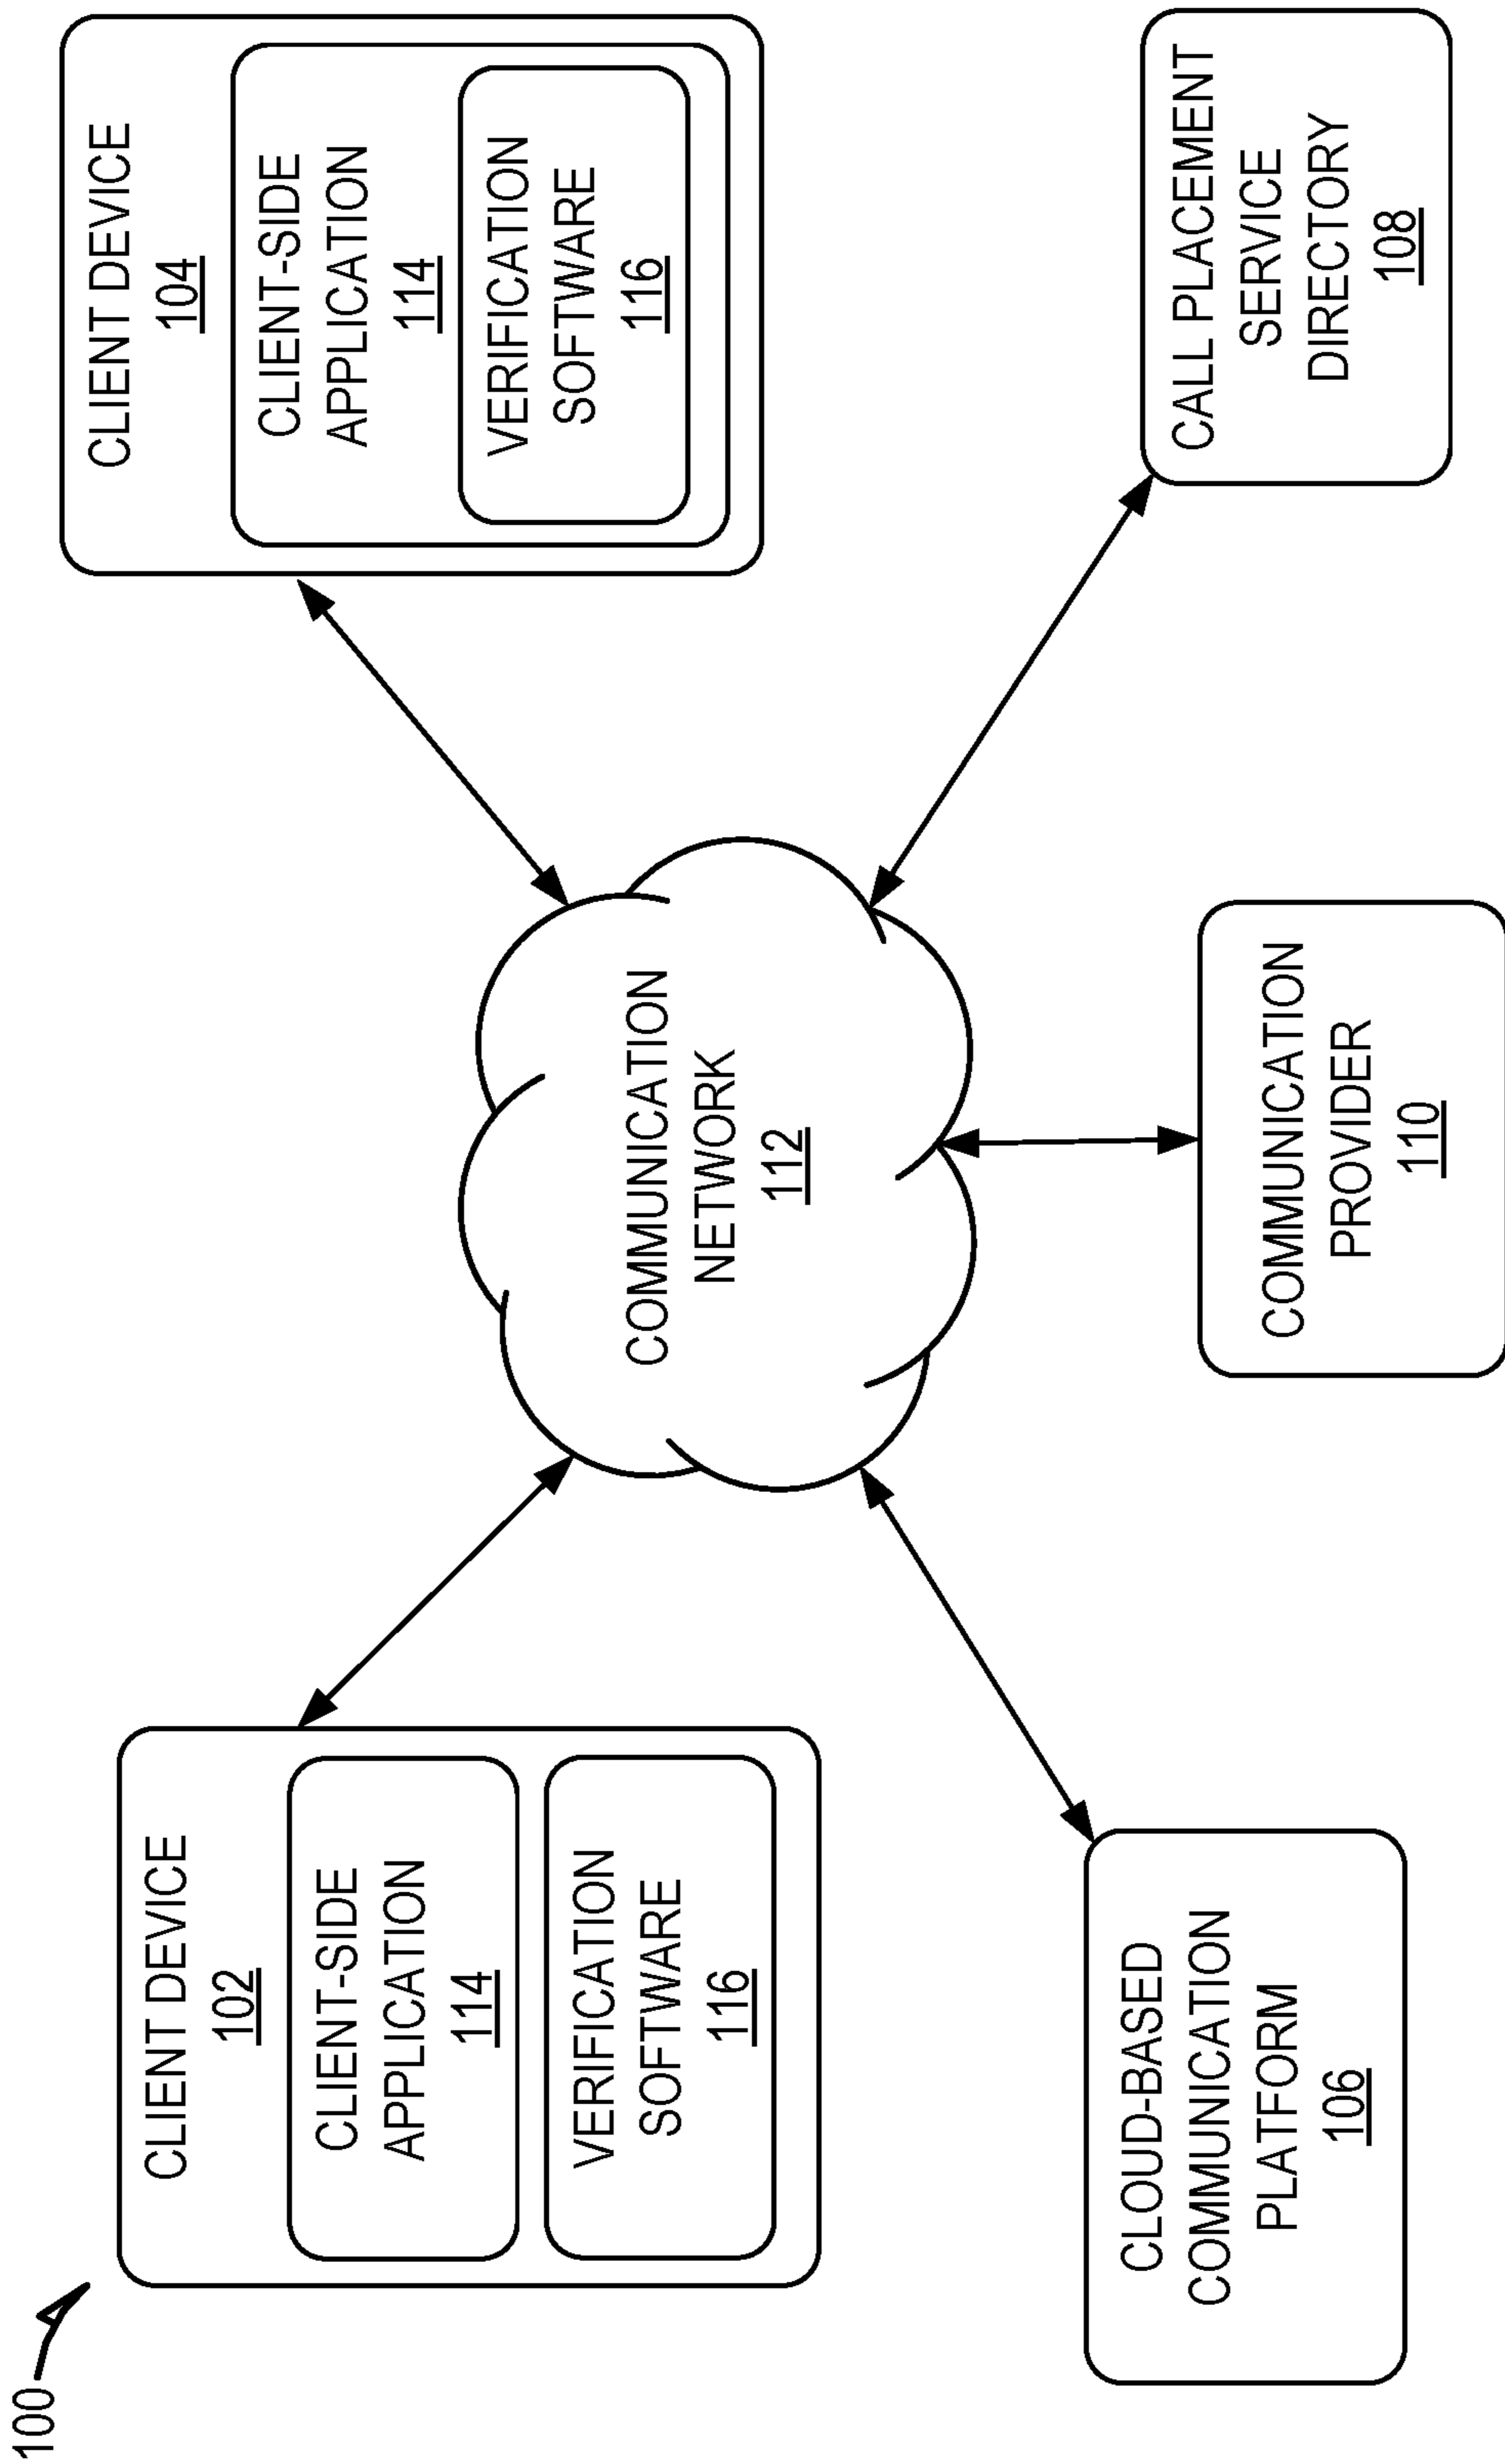 100
CLIENT DEVICE
102
CLIENT-SIDE
APPLICATION
114
VERIFICATION
SOFTWARE
116
CLIENT DEVICE
104
CLIENT-SIDE
APPLICATION
114
VERIFICATION
SOFTWARE
116
COMMUNICATION
NETWORK
112
CLOUD-BASED
COMMUNICATION
PLATFORM
106
COMMUNICATION
PROVIDER
110
CALL PLACEMENT
SERVICE
DIRECTORY
108